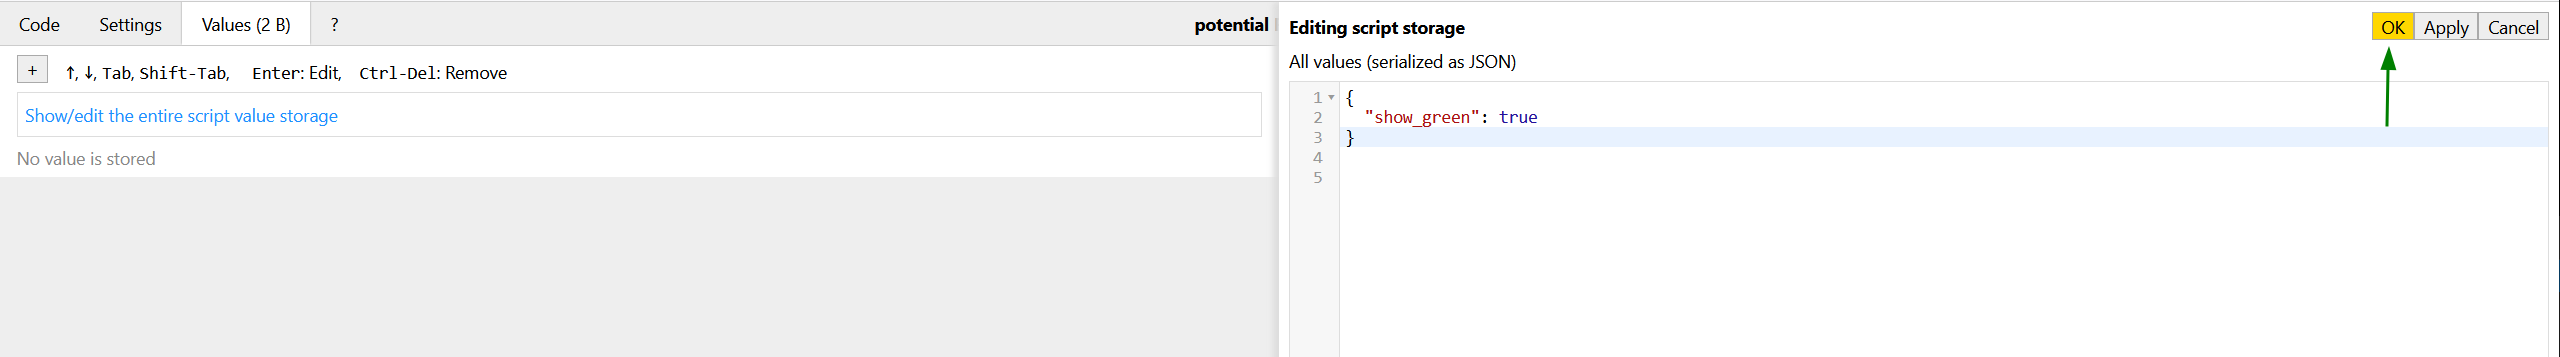 Code Settings Values (2 B) ? potential
+ ↑, ↓, Tab, Shift-Tab, Enter: Edit, Ctrl-Del: Remove
Show/edit the entire script value storage
No value is stored
Editing script storage OK Apply Cancel
All values (serialized as JSON)
1 {
2 "show_green": true
3 }
4
5